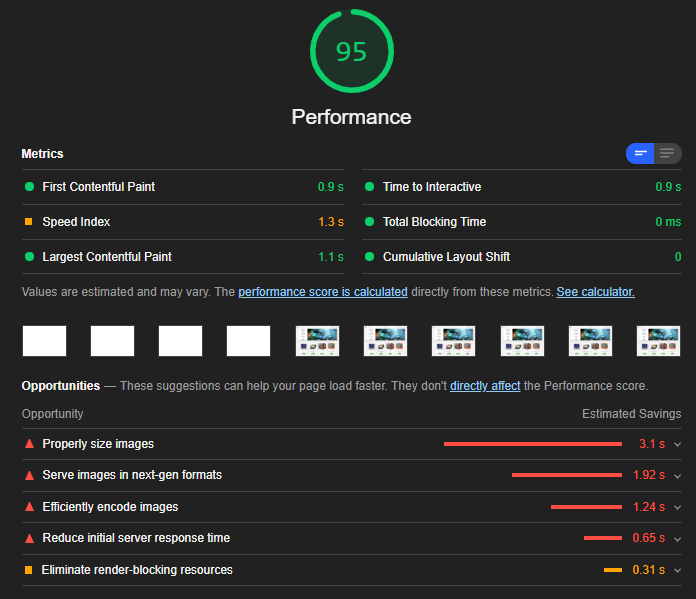 95
Performance
Metrics
First Contentful Paint 0.9 s
Time to Interactive 0.9 s
Speed Index 1.3 s
Total Blocking Time 0 ms
Largest Contentful Paint 1.1 s
Cumulative Layout Shift 0
Values are estimated and may vary. The performance score is calculated directly from these metrics. See calculator.
Opportunities — These suggestions can help your page load faster. They don't directly affect the Performance score.
Opportunity Estimated Savings
Properly size images 3.1 s
Serve images in next-gen formats 1.92 s
Efficiently encode images 1.24 s
Reduce initial server response time 0.65 s
Eliminate render-blocking resources 0.31 s